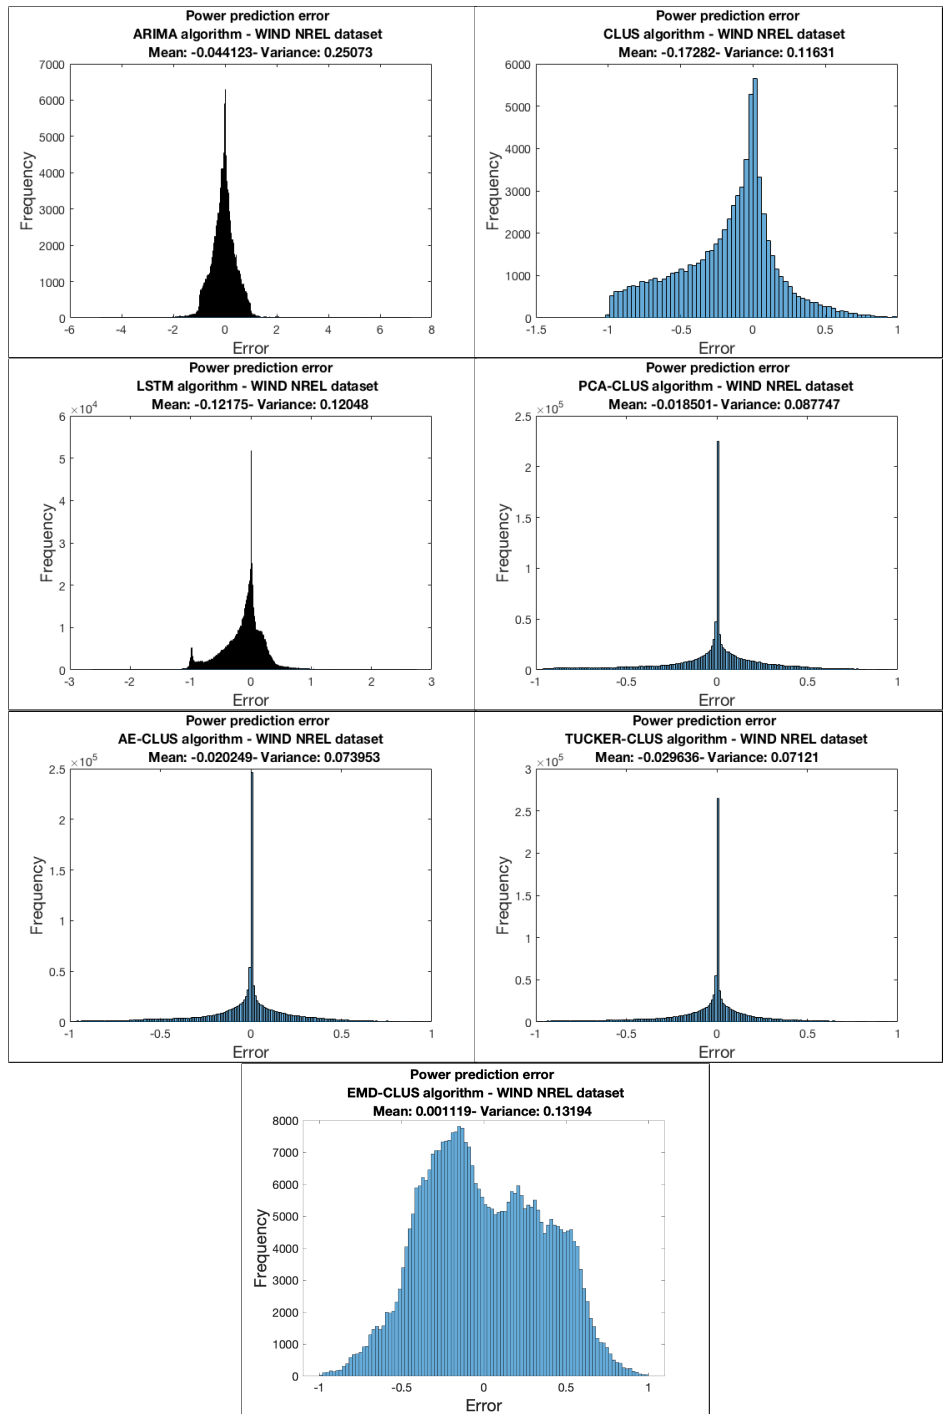 Power prediction error
ARIMA algorithm - WIND NREL dataset
Mean: -0.044123- Variance: 0.25073
7000
6000
5000
4000
3000
2000
1000
0
Frequency
-6 -4 -2 0 2 4 6 8
Error
Power prediction error
CLUS algorithm - WIND NREL dataset
Mean: -0.17282- Variance: 0.11631
6000
5000
4000
3000
2000
1000
0
Frequency
-1.5 -1 -0.5 0 0.5 1
Error
Power prediction error
LSTM algorithm - WIND NREL dataset
Mean: -0.12175- Variance: 0.12048
×10⁴
6
5
4
3
2
1
0
Frequency
-3 -2 -1 0 1 2 3
Error
Power prediction error
PCA-CLUS algorithm - WIND NREL dataset
Mean: -0.018501- Variance: 0.087747
×10⁵
2.5
2
1.5
1
0.5
0
Frequency
-1 -0.5 0 0.5 1
Error
Power prediction error
AE-CLUS algorithm - WIND NREL dataset
Mean: -0.020249- Variance: 0.073953
×10⁵
2.5
2
1.5
1
0.5
0
Frequency
-1 -0.5 0 0.5 1
Error
Power prediction error
TUCKER-CLUS algorithm - WIND NREL dataset
Mean: -0.029636- Variance: 0.07121
×10⁵
3
2.5
2
1.5
1
0.5
0
Frequency
-1 -0.5 0 0.5 1
Error
Power prediction error
EMD-CLUS algorithm - WIND NREL dataset
Mean: 0.001119- Variance: 0.13194
8000
7000
6000
5000
4000
3000
2000
1000
0
Frequency
-1 -0.5 0 0.5 1
Error